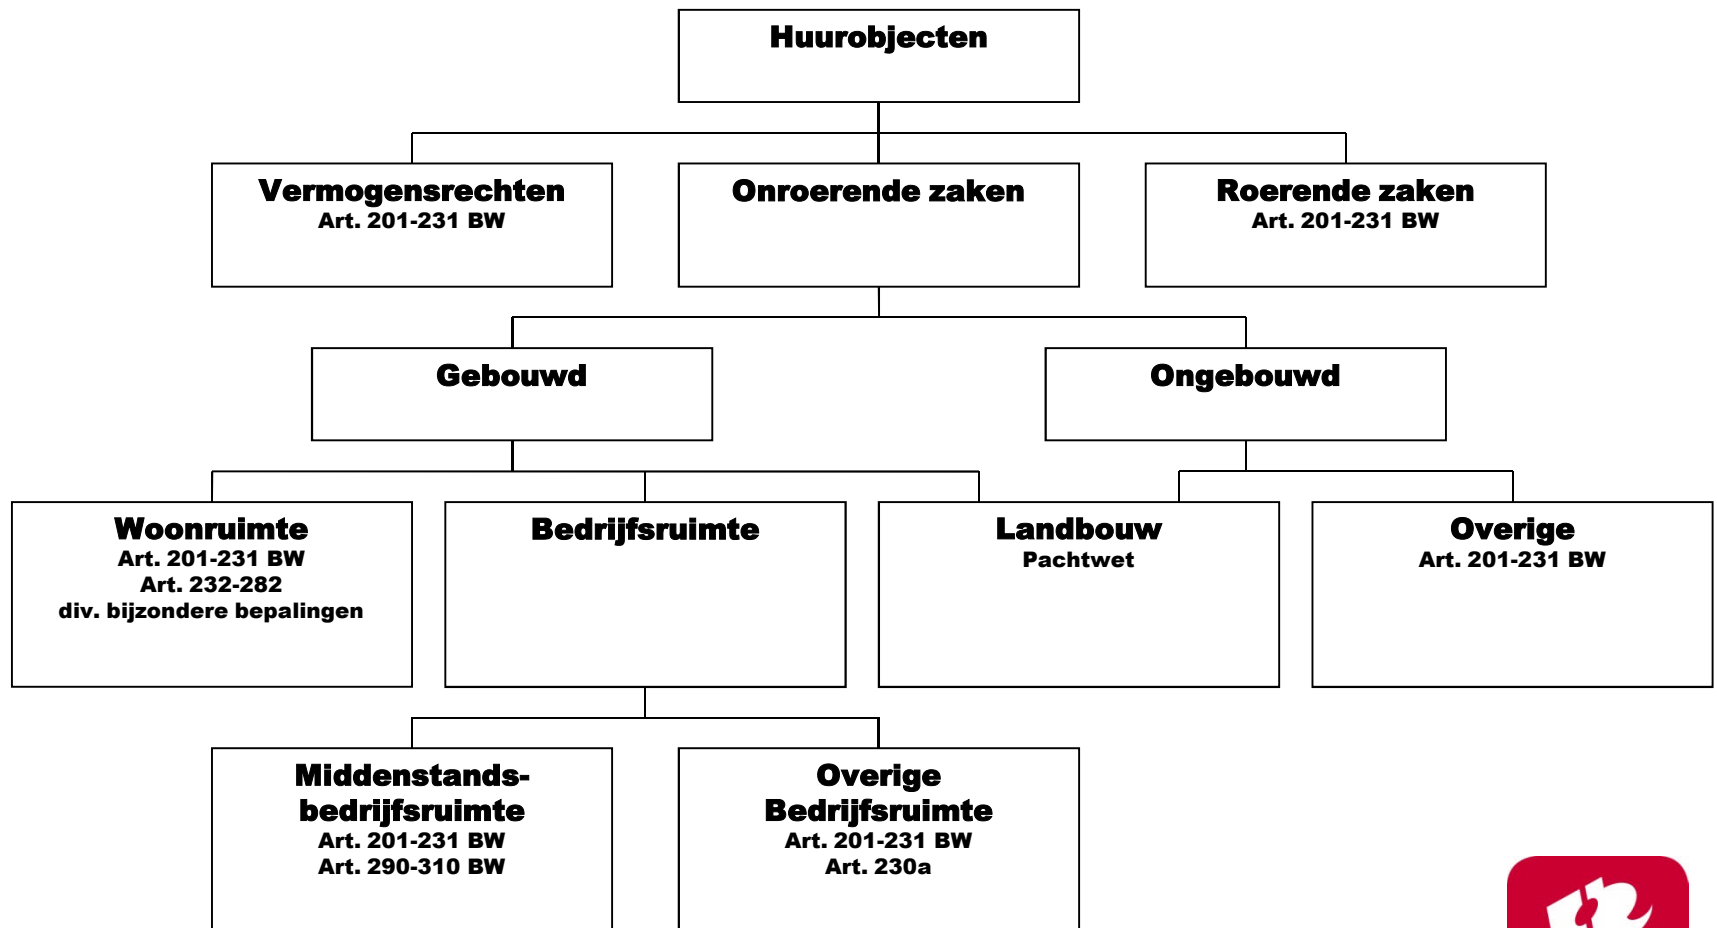 Huurobjecten
Vermogensrechten
Art. 201-231 BW
Onroerende zaken
Roerende zaken
Art. 201-231 BW
Gebouwd
Ongebouwd
Woonruimte
Art. 201-231 BW
Art. 232-282
div. bijzondere bepalingen
Bedrijfsruimte
Landbouw
Pachtwet
Overige
Art. 201-231 BW
Middenstands-
bedrijfsruimte
Art. 201-231 BW
Art. 290-310 BW
Overige
Bedrijfsruimte
Art. 201-231 BW
Art. 230a